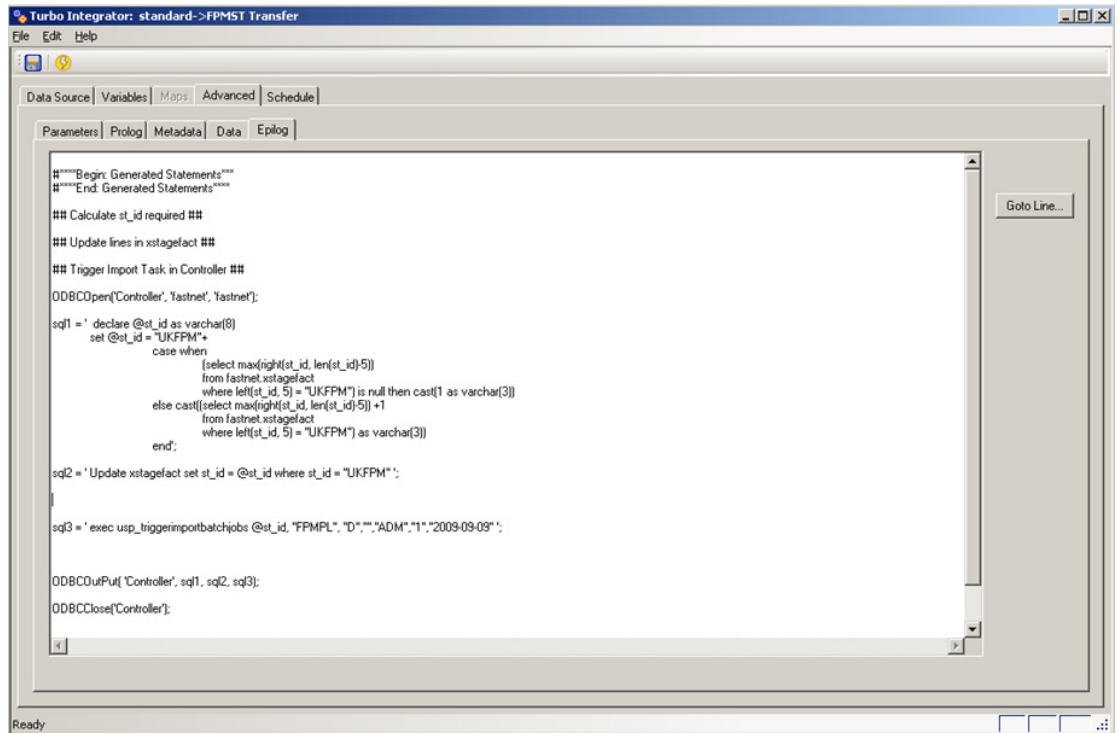 Turbo Integrator: standard->FPMST Transfer
File Edit Help
Data Source Variables Maps Advanced Schedule
Parameters Prolog Metadata Data Epilog
#****Begin: Generated Statements***
#****End: Generated Statements****
## Calculate st_id required ##
## Update lines in xstagefact ##
## Trigger Import Task in Controller ##
ODBCOpen('Controller', 'fastnet', 'fastnet');
sql1 = ' declare @st_id as varchar(8)
set @st_id = "UKFPM"+
case when
(select max(right(st_id, len(st_id)-5))
from fastnet.xstagefact
where left(st_id, 5) = "UKFPM") is null then cast(1 as varchar(3))
else cast((select max(right(st_id, len(st_id)-5)) +1
from fastnet.xstagefact
where left(st_id, 5) = "UKFPM") as varchar(3))
end';
sql2 = ' Update xstagefact set st_id = @st_id where st_id = "UKFPM" ';
sql3 = ' exec usp_triggerimportbatchjobs @st_id, "FPMPL", "D","","ADM","1","2009-09-09" ';
ODBCOutPut( 'Controller', sql1, sql2, sql3);
ODBCClose('Controller');
Goto Line...
Ready